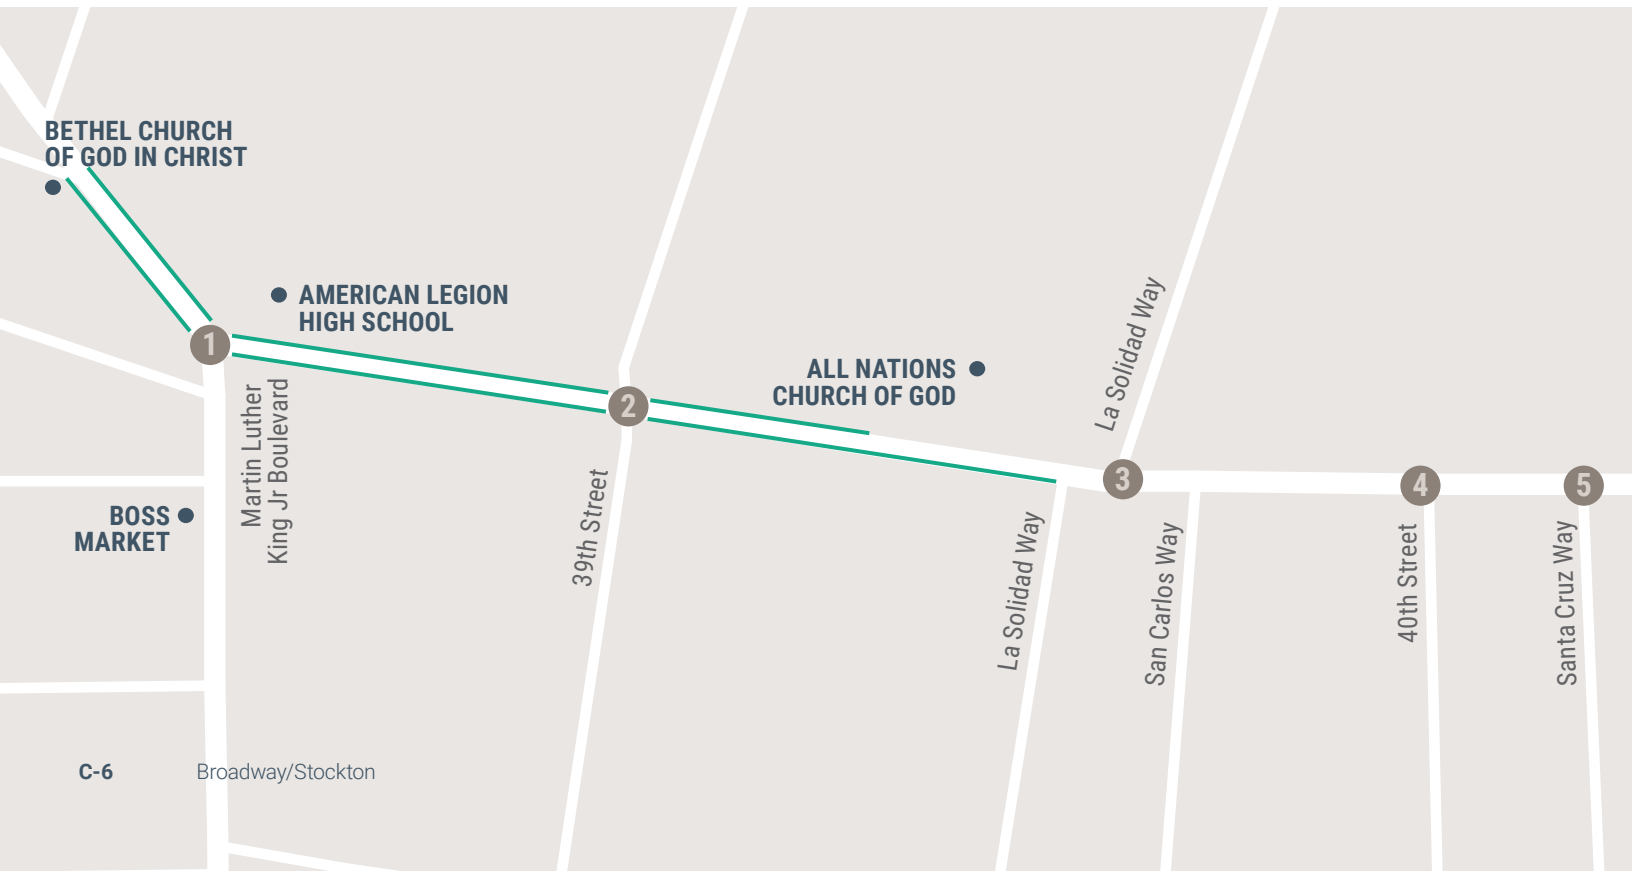 BETHEL CHURCH
OF GOD IN CHRIST
AMERICAN LEGION
HIGH SCHOOL
1
Martin Luther
King Jr Boulevard
BOSS
MARKET
2
39th Street
ALL NATIONS
CHURCH OF GOD
La Solidad Way
3
La Solidad Way
San Carlos Way
4
40th Street
5
Santa Cruz Way
C-6
Broadway/Stockton